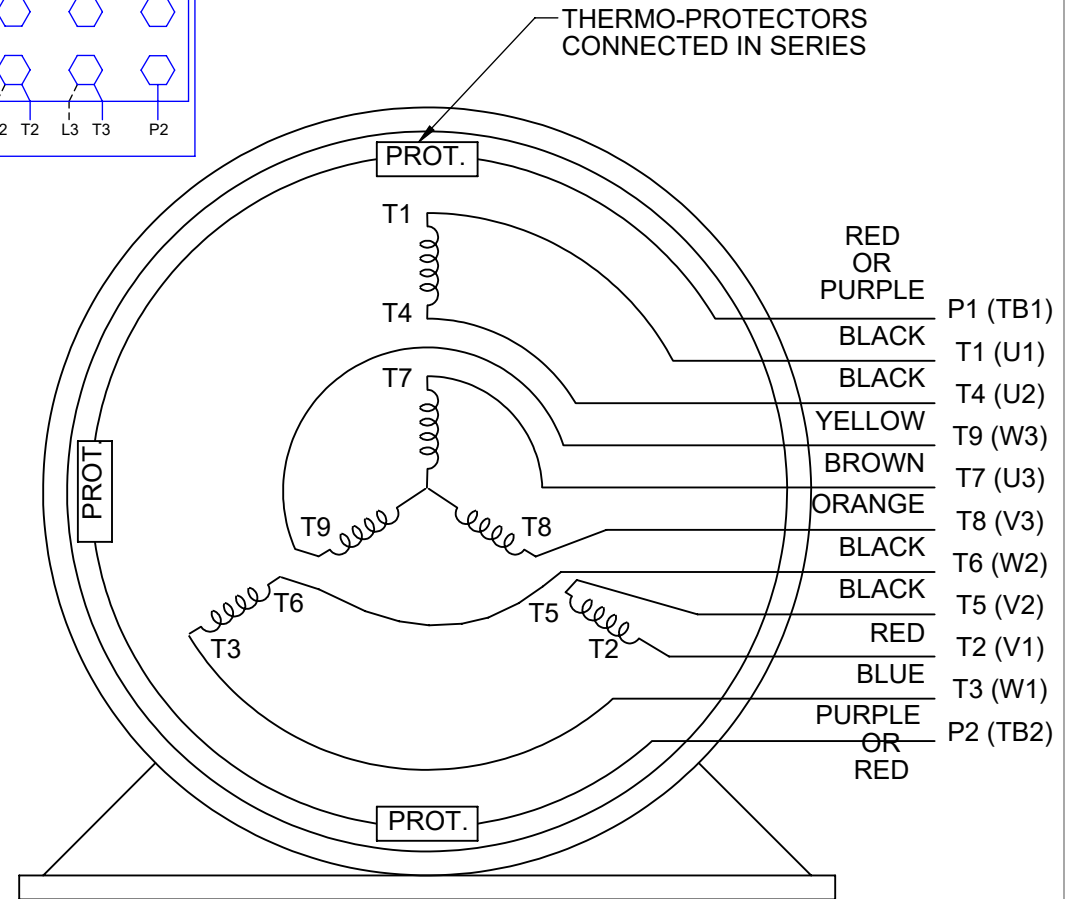 THERMO-PROTECTORS
CONNECTED IN SERIES
2 T2 L3 T3 P2
PROT.
T1
T4
T7
T9
T8
T6
T5
T3
T2
PROT.
PROT.
RED
OR
PURPLE
P1 (TB1)
BLACK
T1 (U1)
BLACK
T4 (U2)
YELLOW
T9 (W3)
BROWN
T7 (U3)
ORANGE
T8 (V3)
BLACK
T6 (W2)
BLACK
T5 (V2)
RED
T2 (V1)
BLUE
T3 (W1)
PURPLE
OR
RED
P2 (TB2)